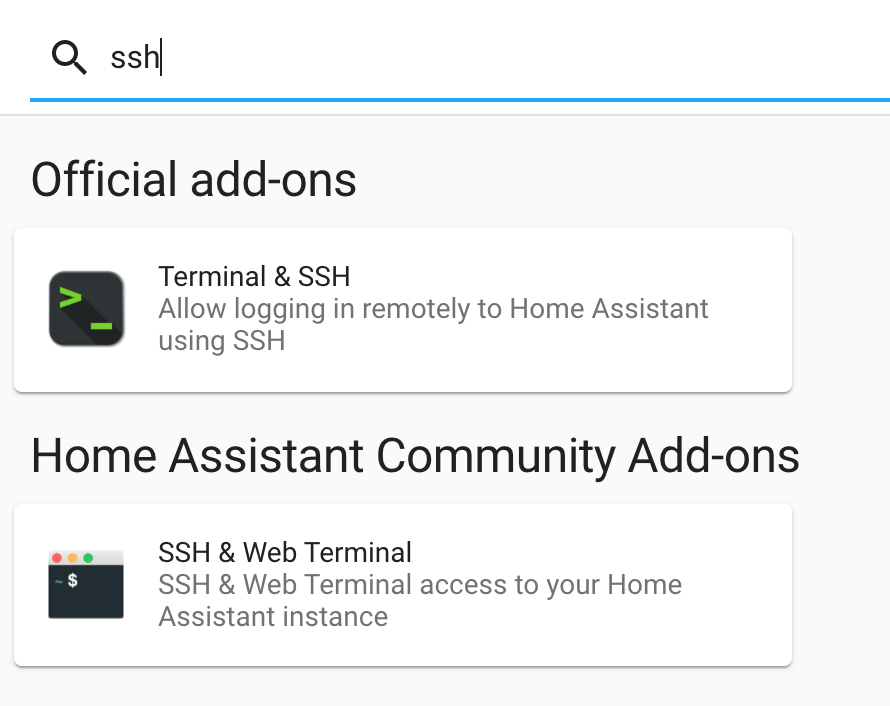 ssh
Official add-ons
Terminal & SSH
Allow logging in remotely to Home Assistant
using SSH
Home Assistant Community Add-ons
~ $
SSH & Web Terminal
SSH & Web Terminal access to your Home
Assistant instance